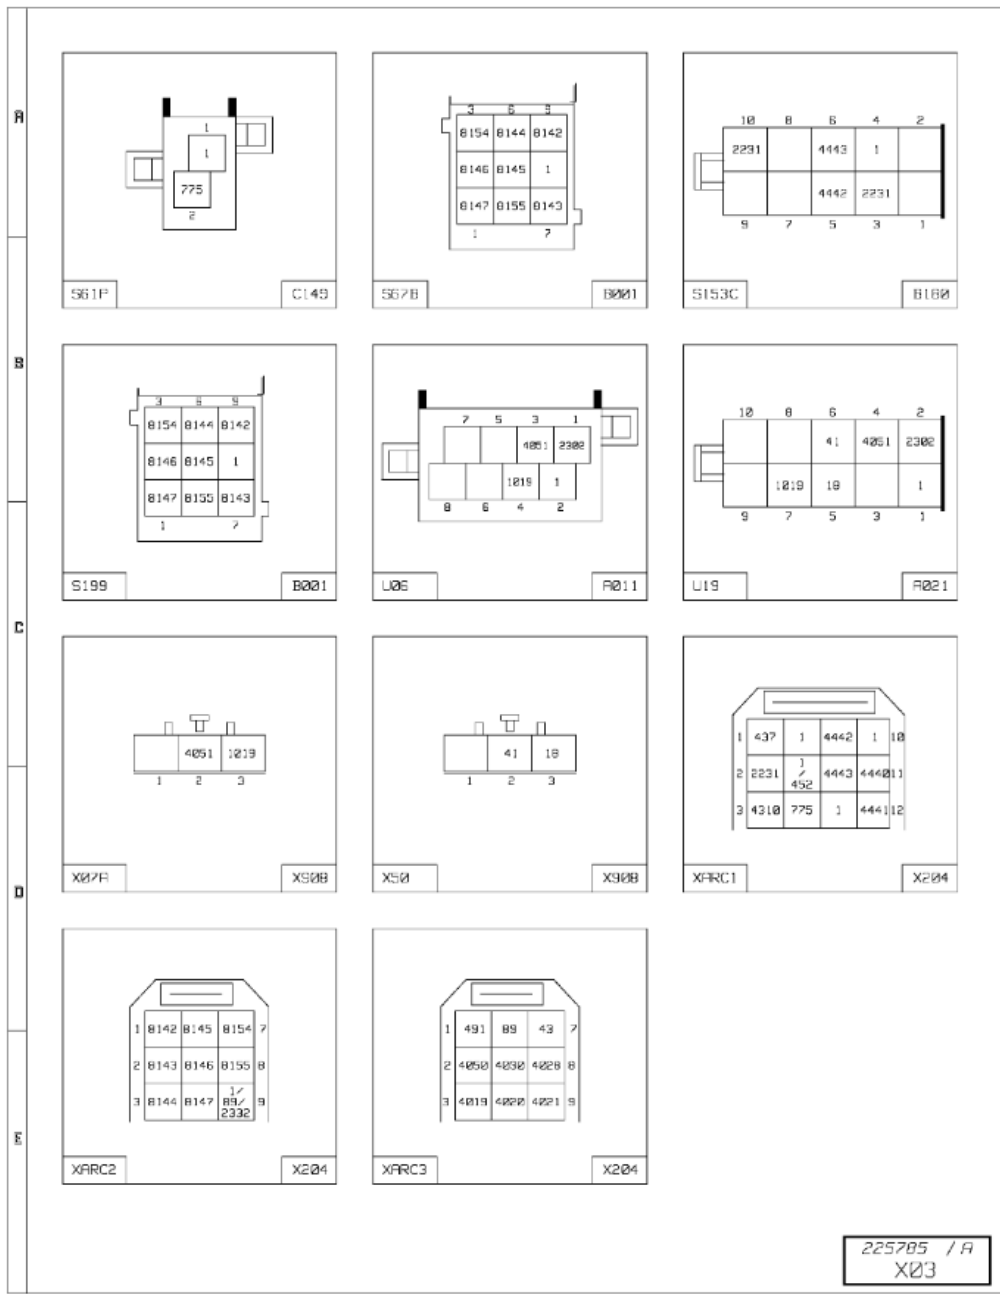 A
B
C
D
E
1
1
775
2
S61P
C149
3 6 9
8154 8144 8142
8146 8145 1
8147 8155 8143
1 7
S67B
B001
10 8 6 4 2
2231 4443 1
4442 2231
9 7 5 3 1
S153C
B180
3 6 9
8154 8144 8142
8146 8145 1
8147 8155 8143
1 7
S199
B001
7 5 3 1
4051 2302
1019 1
8 6 4 2
U06
A011
10 8 6 4 2
41 4051 2302
1019 18 1
9 7 5 3 1
U19
A021
4051 1019
1 2 3
X07A
X908
41 18
1 2 3
X50
X908
1 437 1 4442 1 10
2 2231 1/452 4443 4440 11
3 4310 775 1 4441 12
XARC1
X204
1 8142 8145 8154 7
2 8143 8146 8155 8
3 8144 8147 1/89/2332 9
XARC2
X204
1 491 89 43 7
2 4050 4030 4028 8
3 4019 4020 4021 9
XARC3
X204
225785 / A
X03